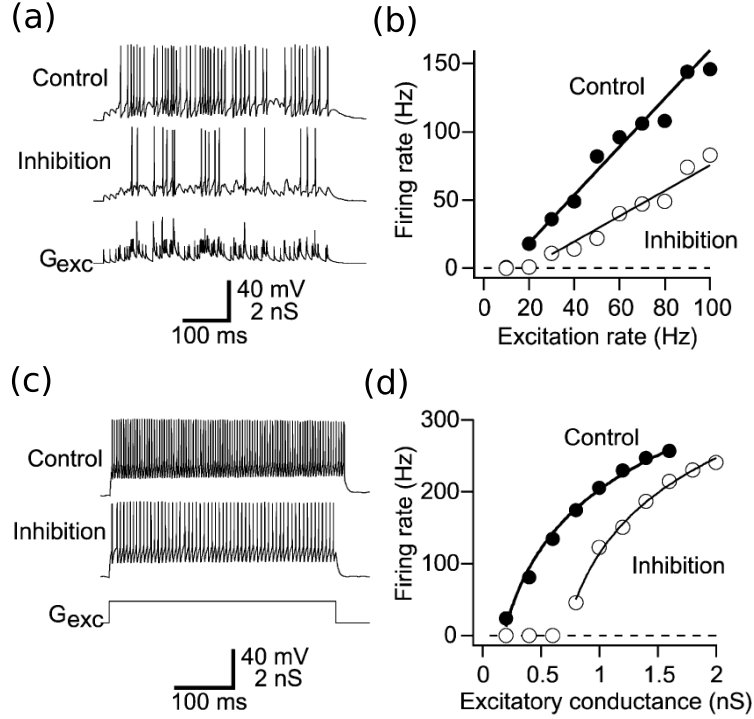 (a)
Control
Inhibition
Gexc
40 mV
2 nS
100 ms
(b)
Firing rate (Hz)
150
100
50
0
Control
Inhibition
0 20 40 60 80 100
Excitation rate (Hz)
(c)
Control
Inhibition
Gexc
40 mV
2 nS
100 ms
(d)
Firing rate (Hz)
300
200
100
0
Control
Inhibition
0 0.5 1 1.5 2
Excitatory conductance (nS)